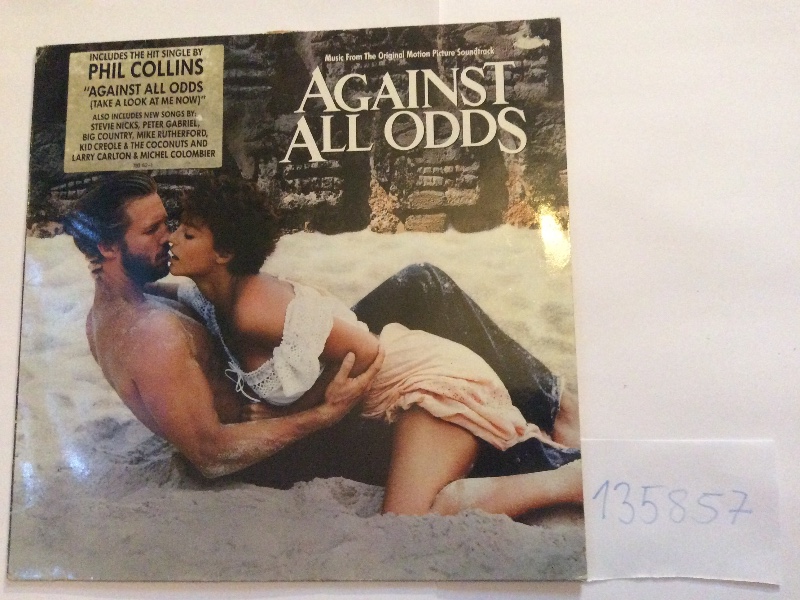 INCLUDES THE HIT SINGLE BY
PHIL COLLINS
"AGAINST ALL ODDS
(TAKE A LOOK AT ME NOW)"
ALSO INCLUDES NEW SONGS BY:
STEVIE NICKS, PETER GABRIEL,
BIG COUNTRY, MIKE RUTHERFORD,
KID CREOLE & THE COCONUTS AND
LARRY CARLTON & MICHEL COLOMBIER
Music From The Original Motion Picture Soundtrack
AGAINST
ALL ODDS
135857